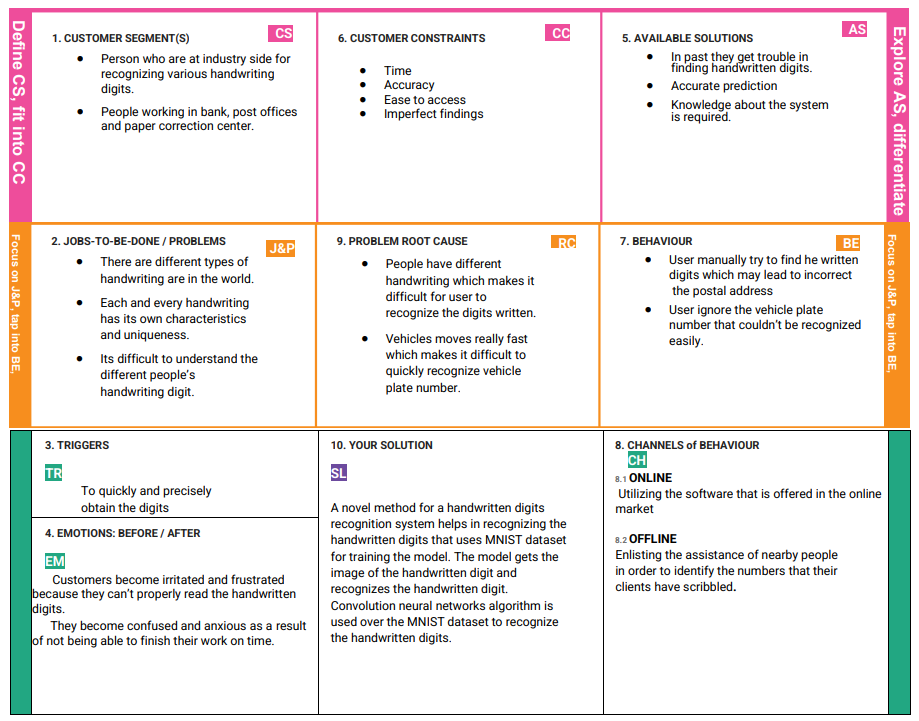 Define CS, fit into CC
1. CUSTOMER SEGMENT(S)
CS
● Person who are at industry side for
recognizing various handwriting
digits.
● People working in bank, post offices
and paper correction center.
6. CUSTOMER CONSTRAINTS
CC
● Time
● Accuracy
● Ease to access
● Imperfect findings
5. AVAILABLE SOLUTIONS
AS
● In past they get trouble in
finding handwritten digits.
● Accurate prediction
● Knowledge about the system
is required.
Explore AS, differentiate
Focus on J&P, tap into BE,
2. JOBS-TO-BE-DONE / PROBLEMS
J&P
● There are different types of
handwriting are in the world.
● Each and every handwriting
has its own characteristics
and uniqueness.
● Its difficult to understand the
different people's
handwriting digit.
9. PROBLEM ROOT CAUSE
RC
● People have different
handwriting which makes it
difficult for user to
recognize the digits written.
● Vehicles moves really fast
which makes it difficult to
quickly recognize vehicle
plate number.
7. BEHAVIOUR
BE
● User manually try to find he written
digits which may lead to incorrect
the postal address
● User ignore the vehicle plate
number that couldn't be recognized
easily.
Focus on J&P, tap into BE,
3. TRIGGERS
TR
To quickly and precisely
obtain the digits
4. EMOTIONS: BEFORE / AFTER
EM
Customers become irritated and frustrated
because they can't properly read the handwritten
digits.
They become confused and anxious as a result
of not being able to finish their work on time.
10. YOUR SOLUTION
SL
A novel method for a handwritten digits
recognition system helps in recognizing the
handwritten digits that uses MNIST dataset
for training the model. The model gets the
image of the handwritten digit and
recognizes the handwritten digit.
Convolution neural networks algorithm is
used over the MNIST dataset to recognize
the handwritten digits.
8. CHANNELS of BEHAVIOUR
CH
8.1 ONLINE
Utilizing the software that is offered in the online
market
8.2 OFFLINE
Enlisting the assistance of nearby people
in order to identify the numbers that their
clients have scribbled.